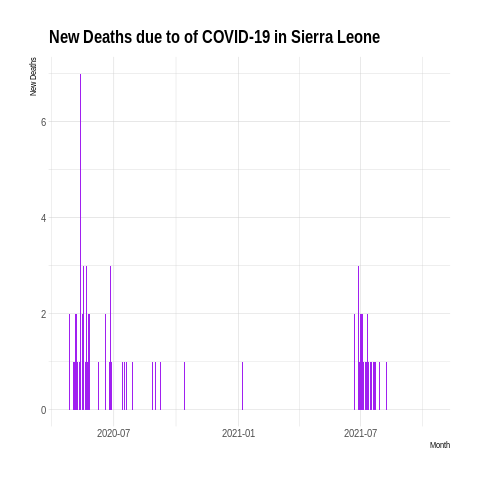 New Deaths due to of COVID-19 in Sierra Leone
New Deaths
6
4
2
0
2020-07 2021-01 2021-07
Month